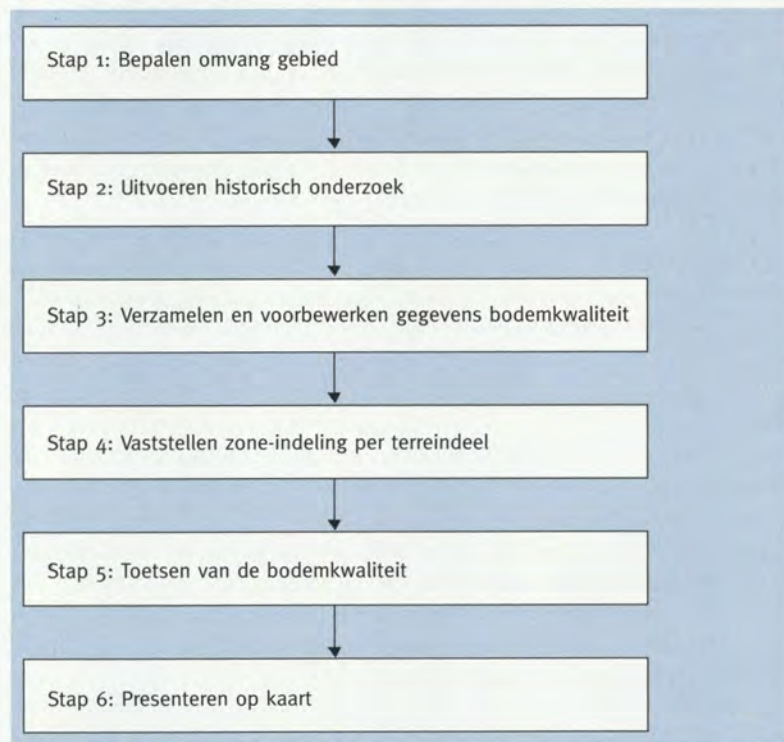 Stap 1: Bepalen omvang gebied
Stap 2: Uitvoeren historisch onderzoek
Stap 3: Verzamelen en voorbewerken gegevens bodemkwaliteit
Stap 4: Vaststellen zone-indeling per terreindeel
Stap 5: Toetsen van de bodemkwaliteit
Stap 6: Presenteren op kaart